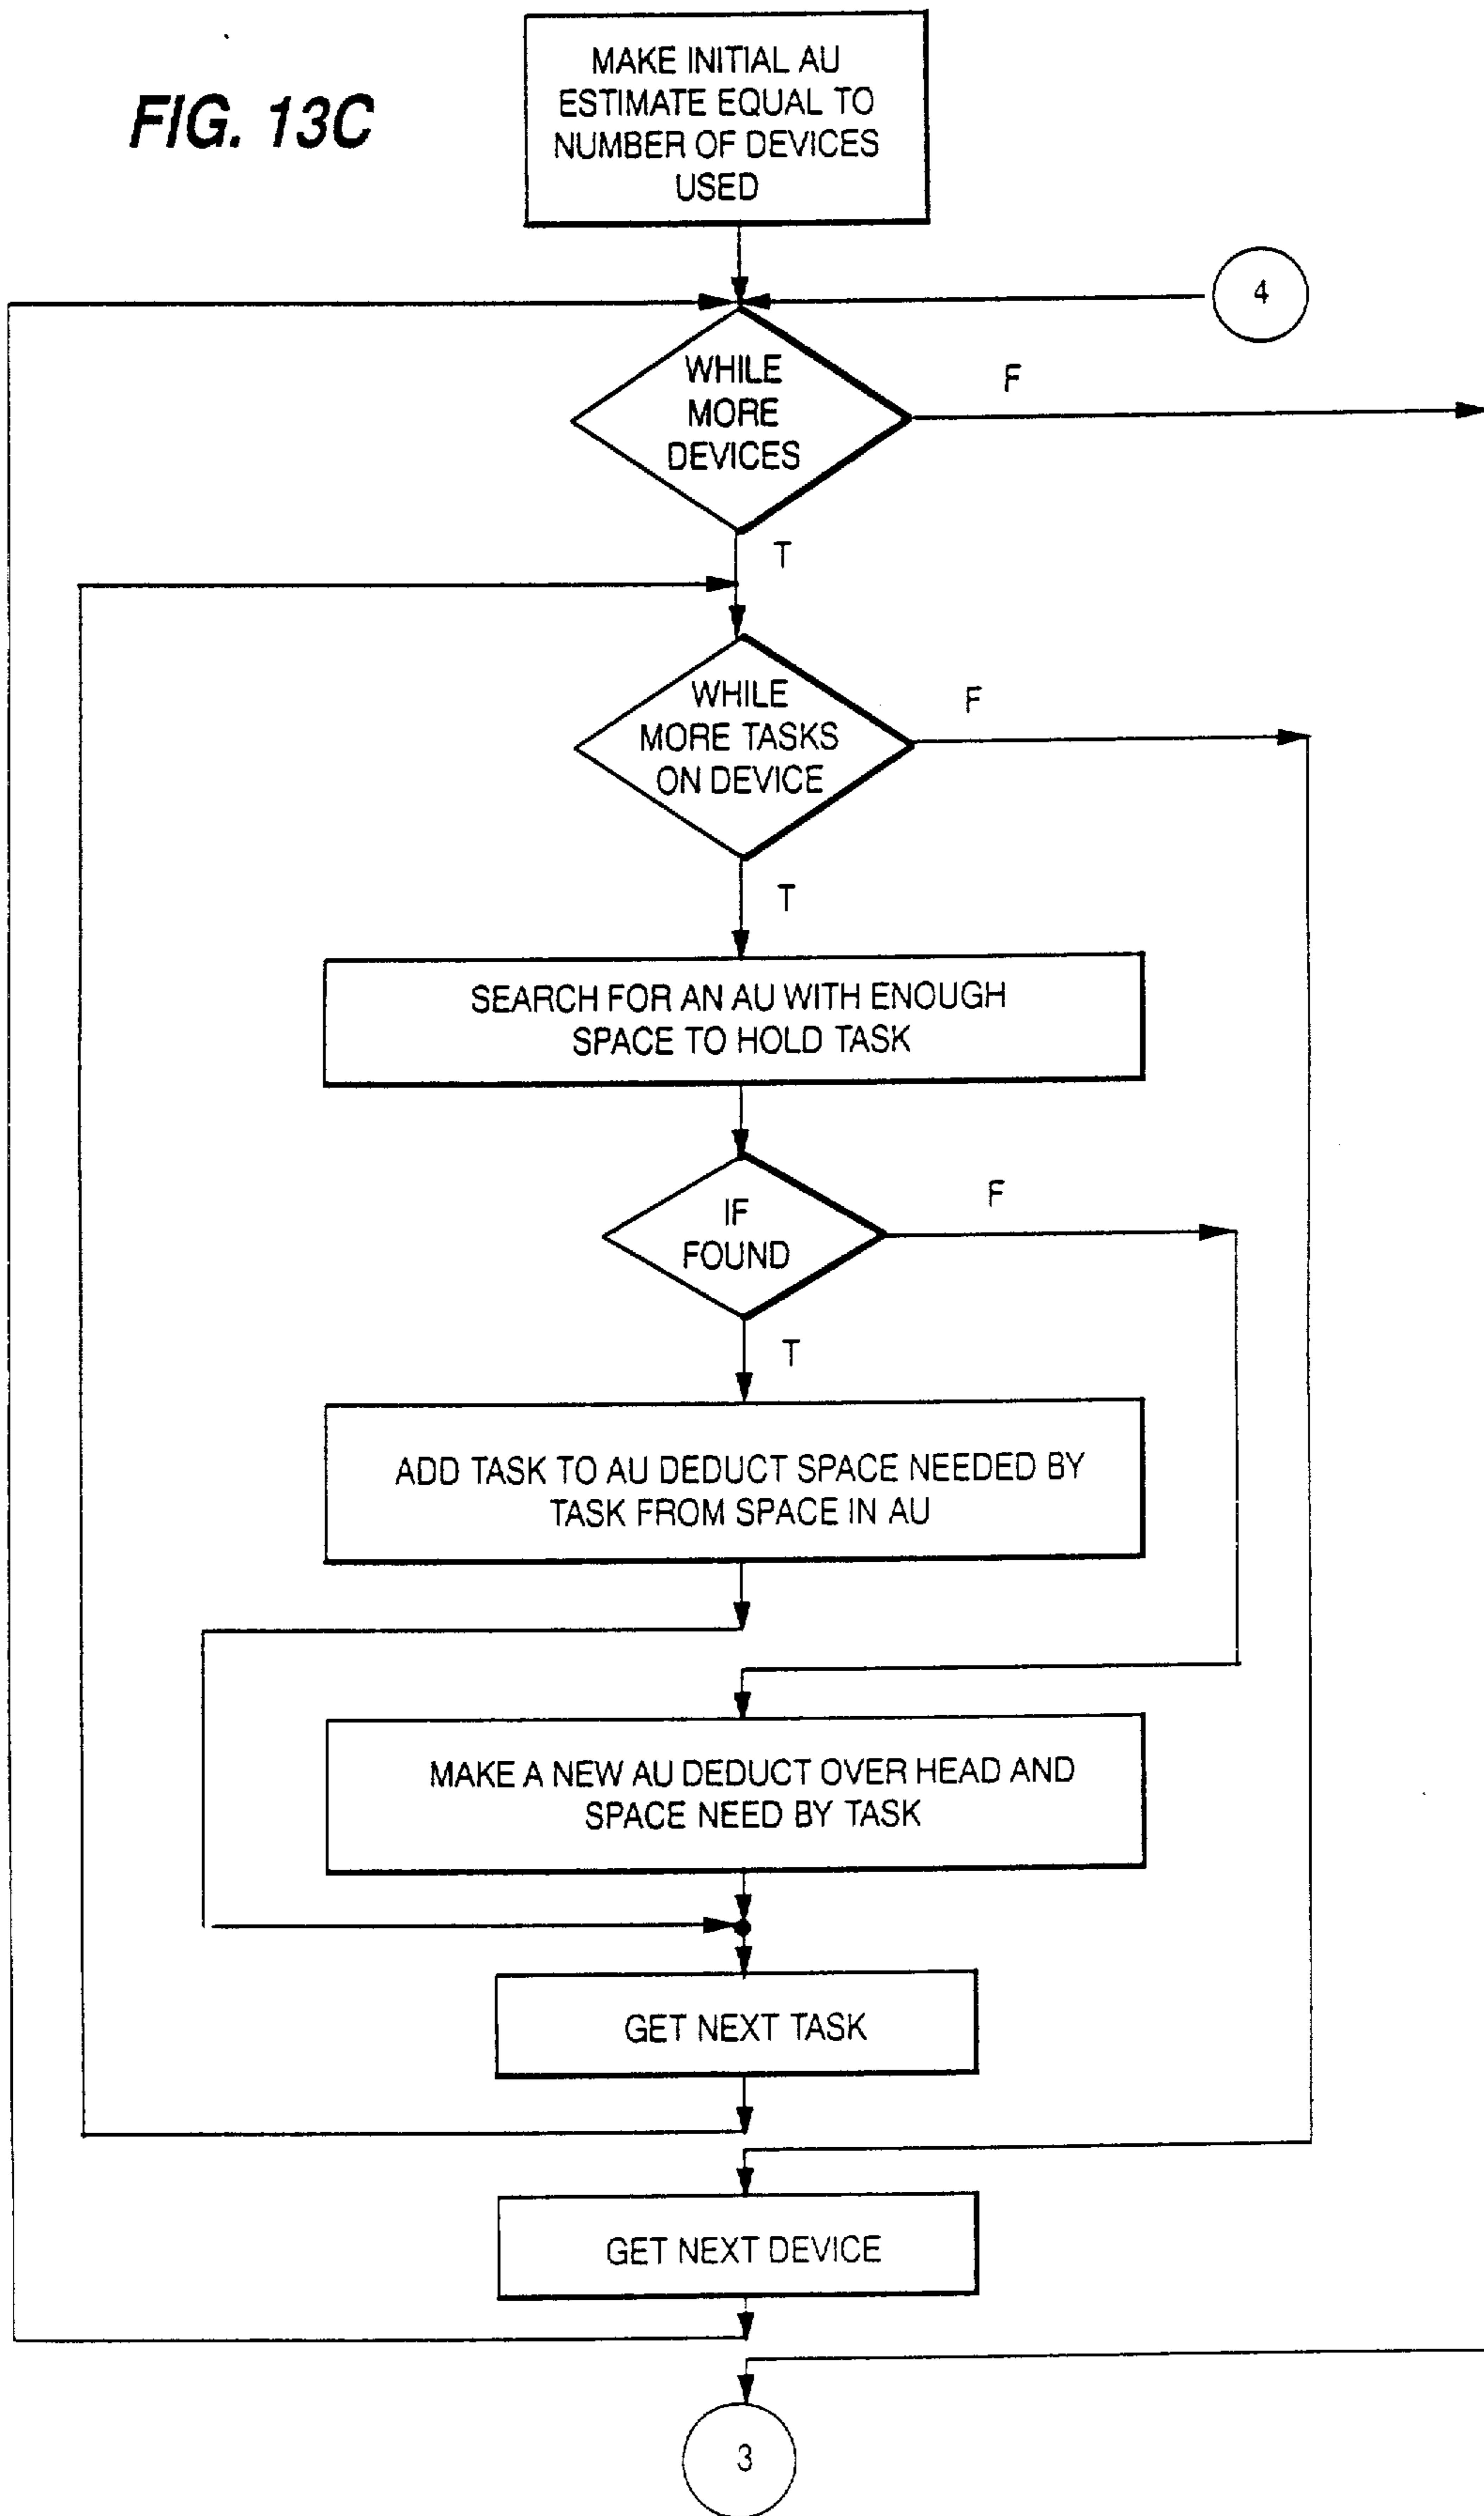 FIG. 13C
MAKE INITIAL AU
ESTIMATE EQUAL TO
NUMBER OF DEVICES
USED
4
WHILE
MORE
DEVICES
F
T
WHILE
MORE TASKS
ON DEVICE
F
T
SEARCH FOR AN AU WITH ENOUGH
SPACE TO HOLD TASK
IF
FOUND
F
T
ADD TASK TO AU DEDUCT SPACE NEEDED BY
TASK FROM SPACE IN AU
MAKE A NEW AU DEDUCT OVER HEAD AND
SPACE NEED BY TASK
GET NEXT TASK
GET NEXT DEVICE
3